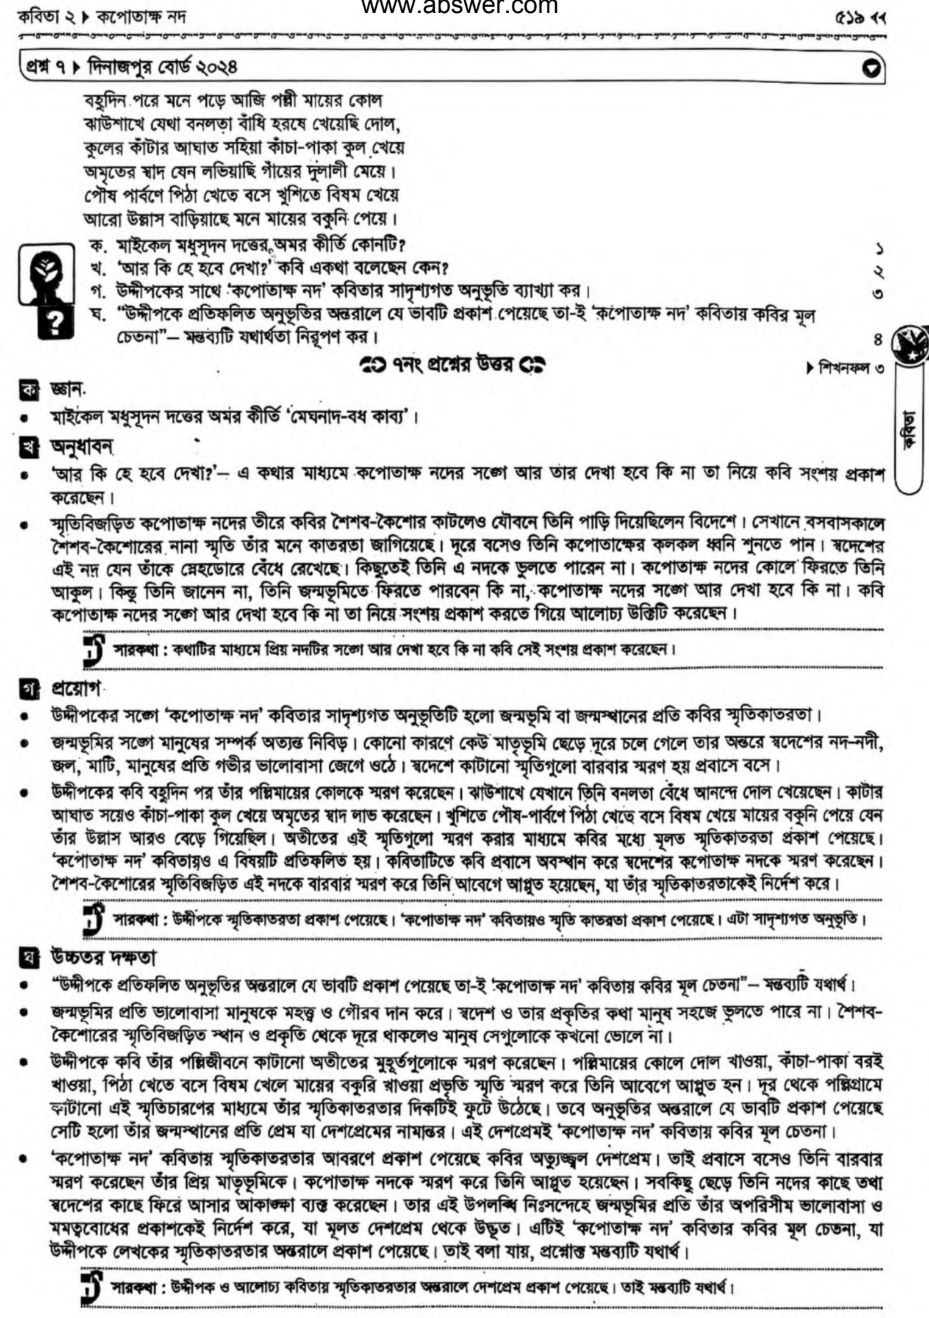 www.abswer.com
কবিতা ২ ▶ কপোতাক্ষ নদ
৫১৯ ◀◀
প্রশ্ন ৭ ▶ দিনাজপুর বোর্ড ২০২৪
বহুদিন পরে মনে পড়ে আজি পল্লী মায়ের কোল
ঝাউশাখে যেথা বনলতা বাঁধি হরষে খেয়েছি দোল,
কুলের কাঁটার আঘাত সহিয়া কাঁচা-পাকা কুল খেয়ে
অমৃতের স্বাদ যেন লভিয়াছি গাঁয়ের দুলালী মেয়ে।
পৌষ পার্বণে পিঠা খেতে বসে খুশিতে বিষম খেয়ে
আরো উল্লাস বাড়িয়াছে মনে মায়ের বকুনি পেয়ে।
ক. মাইকেল মধুসূদন দত্তের অমর কীর্তি কোনটি? ১
খ. ‘আর কি হে হবে দেখা?’ কবি একথা বলেছেন কেন? ২
গ. উদ্দীপকের সাথে ‘কপোতাক্ষ নদ’ কবিতার সাদৃশ্যগত অনুভূতি ব্যাখ্যা কর। ৩
ঘ. “উদ্দীপকে প্রতিফলিত অনুভূতির অন্তরালে যে ভাবটি প্রকাশ পেয়েছে তা-ই ‘কপোতাক্ষ নদ’ কবিতায় কবির মূল
চেতনা”— মন্তব্যটি যথার্থতা নিরূপণ কর। ৪
৭নং প্রশ্নের উত্তর
▶ শিখনফল ৩
কবিতা
ক জ্ঞান
• মাইকেল মধুসূদন দত্তের অমর কীর্তি ‘মেঘনাদ-বধ কাব্য’।
খ অনুধাবন
• ‘আর কি হে হবে দেখা?’— এ কথার মাধ্যমে কপোতাক্ষ নদের সঙ্গে আর তার দেখা হবে কি না তা নিয়ে কবি সংশয় প্রকাশ
করেছেন।
• স্মৃতিবিজড়িত কপোতাক্ষ নদের তীরে কবির শৈশব-কৈশোর কাটলেও যৌবনে তিনি পাড়ি দিয়েছিলেন বিদেশে। সেখানে বসবাসকালে
শৈশব-কৈশোরের নানা স্মৃতি তাঁর মনে কাতরতা জাগিয়েছে। দূরে বসেও তিনি কপোতাক্ষের কলকল ধ্বনি শুনতে পান। স্বদেশের
এই নদ যেন তাঁকে স্নেহডোরে বেঁধে রেখেছে। কিছুতেই তিনি এ নদকে ভুলতে পারেন না। কপোতাক্ষ নদের কোলে ফিরতে তিনি
আকুল। কিন্তু তিনি জানেন না, তিনি জন্মভূমিতে ফিরতে পারবেন কি না, কপোতাক্ষ নদের সঙ্গে আর দেখা হবে কি না। কবি
কপোতাক্ষ নদের সঙ্গে আর দেখা হবে কি না তা নিয়ে সংশয় প্রকাশ করতে গিয়ে আলোচ্য উক্তিটি করেছেন।
সারকথা : কথাটির মাধ্যমে প্রিয় নদটির সঙ্গে আর দেখা হবে কি না কবি সেই সংশয় প্রকাশ করেছেন।
গ প্রয়োগ
• উদ্দীপকের সঙ্গে ‘কপোতাক্ষ নদ’ কবিতার সাদৃশ্যগত অনুভূতিটি হলো জন্মভূমি বা জন্মস্থানের প্রতি কবির স্মৃতিকাতরতা।
• জন্মভূমির সঙ্গে মানুষের সম্পর্ক অত্যন্ত নিবিড়। কোনো কারণে কেউ মাতৃভূমি ছেড়ে দূরে চলে গেলে তার অন্তরে স্বদেশের নদ–নদী,
জল, মাটি, মানুষের প্রতি গভীর ভালোবাসা জেগে ওঠে। স্বদেশে কাটানো স্মৃতিগুলো বারবার স্মরণ হয় প্রবাসে বসে।
• উদ্দীপকের কবি বহুদিন পর তাঁর পল্লিমায়ের কোলকে স্মরণ করেছেন। ঝাউশাখে যেখানে তিনি বনলতা বেঁধে আনন্দে দোল খেয়েছেন। কাটার
আঘাত সয়েও কাঁচা-পাকা কুল খেয়ে অমৃতের স্বাদ লাভ করেছেন। খুশিতে পৌষ-পার্বণে পিঠা খেতে বসে বিষম খেয়ে মায়ের বকুনি পেয়ে যেন
তাঁর উল্লাস আরও বেড়ে গিয়েছিল। অতীতের এই স্মৃতিগুলো স্মরণ করার মাধ্যমে কবির মধ্যে মূলত স্মৃতিকাতরতা প্রকাশ পেয়েছে।
‘কপোতাক্ষ নদ’ কবিতায়ও এ বিষয়টি প্রতিফলিত হয়। কবিতাটিতে কবি প্রবাসে অবস্থান করে স্বদেশের কপোতাক্ষ নদকে স্মরণ করেছেন।
শৈশব-কৈশোরের স্মৃতিবিজড়িত এই নদকে বারবার স্মরণ করে তিনি আবেগে আপ্লুত হয়েছেন, যা তাঁর স্মৃতিকাতরতাকেই নির্দেশ করে।
সারকথা : উদ্দীপকে স্মৃতিকাতরতা প্রকাশ পেয়েছে। ‘কপোতাক্ষ নদ’ কবিতায়ও স্মৃতি কাতরতা প্রকাশ পেয়েছে। এটা সাদৃশ্যগত অনুভূতি।
ঘ উচ্চতর দক্ষতা
• “উদ্দীপকে প্রতিফলিত অনুভূতির অন্তরালে যে ভাবটি প্রকাশ পেয়েছে তা-ই ‘কপোতাক্ষ নদ’ কবিতায় কবির মূল চেতনা”— মন্তব্যটি যথার্থ।
• জন্মভূমির প্রতি ভালোবাসা মানুষকে মহত্ত্ব ও গৌরব দান করে। স্বদেশ ও তার প্রকৃতির কথা মানুষ সহজে ভুলতে পারে না। শৈশব-
কৈশোরের স্মৃতিবিজড়িত স্থান ও প্রকৃতি থেকে দূরে থাকলেও মানুষ সেগুলোকে কখনো ভোলে না।
• উদ্দীপকে কবি তাঁর পল্লিজীবনে কাটানো অতীতের মুহূর্তগুলোকে স্মরণ করেছেন। পল্লিমায়ের কোলে দোল খাওয়া, কাঁচা-পাকা বরই
খাওয়া, পিঠা খেতে বসে বিষম খেলে মায়ের বকুরি খাওয়া প্রভৃতি স্মৃতি স্মরণ করে তিনি আবেগে আপ্লুত হন। দূর থেকে পল্লিগ্রামে
কাটানো এই স্মৃতিচারণের মাধ্যমে তাঁর স্মৃতিকাতরতার দিকটিই ফুটে উঠেছে। তবে অনুভূতির অন্তরালে যে ভাবটি প্রকাশ পেয়েছে
সেটি হলো তাঁর জন্মস্থানের প্রতি প্রেম যা দেশপ্রেমের নামান্তর। এই দেশপ্রেমই ‘কপোতাক্ষ নদ’ কবিতায় কবির মূল চেতনা।
• ‘কপোতাক্ষ নদ’ কবিতায় স্মৃতিকাতরতার আবরণে প্রকাশ পেয়েছে কবির অত্যুজ্জ্বল দেশপ্রেম। তাই প্রবাসে বসেও তিনি বারবার
স্মরণ করেছেন তাঁর প্রিয় মাতৃভূমিকে। কপোতাক্ষ নদকে স্মরণ করে তিনি আপ্লুত হয়েছেন। সবকিছু ছেড়ে তিনি নদের কাছে তথা
স্বদেশের কাছে ফিরে আসার আকাঙ্ক্ষা ব্যক্ত করেছেন। তার এই উপলব্ধি নিঃসন্দেহে জন্মভূমির প্রতি তাঁর অপরিসীম ভালোবাসা ও
মমত্ববোধের প্রকাশকেই নির্দেশ করে, যা মূলত দেশপ্রেম থেকে উদ্ভূত। এটিই ‘কপোতাক্ষ নদ’ কবিতার কবির মূল চেতনা, যা
উদ্দীপকে লেখকের স্মৃতিকাতরতার অন্তরালে প্রকাশ পেয়েছে। তাই বলা যায়, প্রশ্নোক্ত মন্তব্যটি যথার্থ।
সারকথা : উদ্দীপক ও আলোচ্য কবিতায় স্মৃতিকাতরতার অন্তরালে দেশপ্রেম প্রকাশ পেয়েছে। তাই মন্তব্যটি যথার্থ।